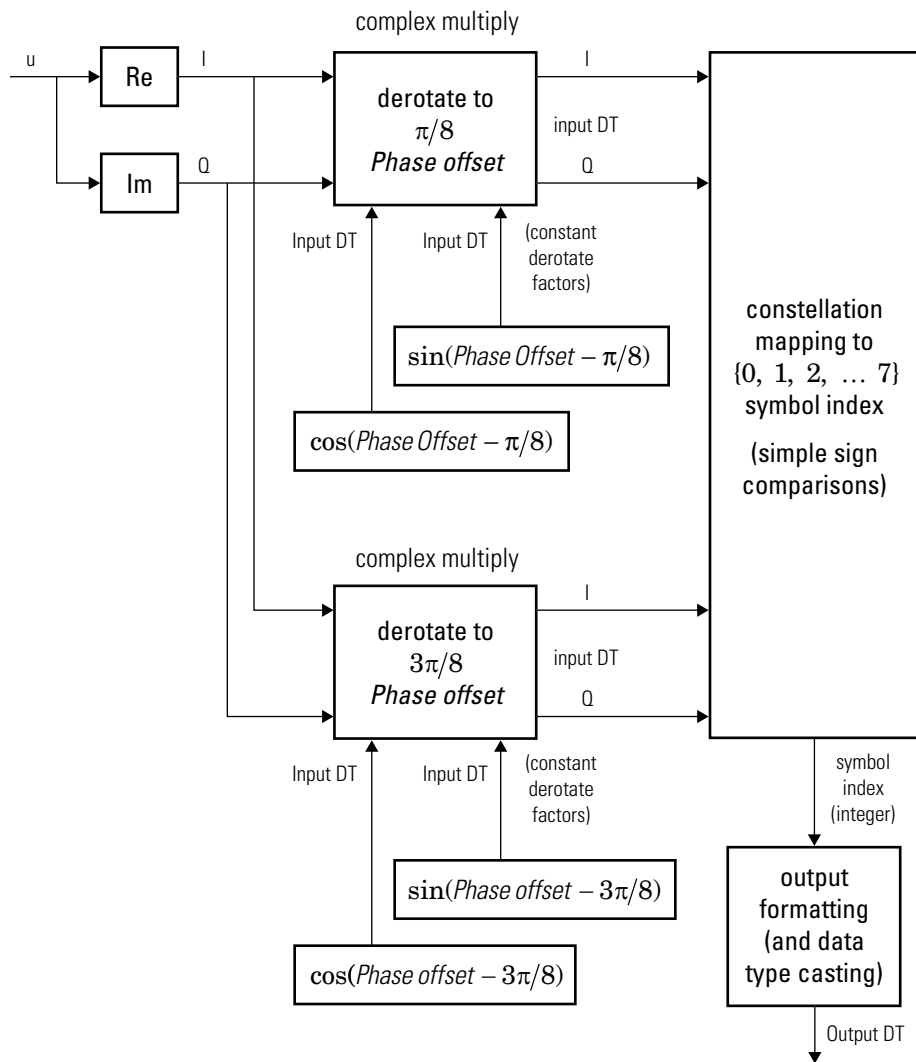 complex multiply
u
Re
I
derotate to
π/8
Phase offset
I
input DT
Q
Im
Q
Input DT
Input DT
(constant
derotate
factors)
sin(Phase Offset − π/8)
cos(Phase Offset − π/8)
constellation
mapping to
{0, 1, 2, … 7}
symbol index
(simple sign
comparisons)
complex multiply
derotate to
3π/8
Phase offset
I
input DT
Q
Input DT
Input DT
(constant
derotate
factors)
sin(Phase offset − 3π/8)
cos(Phase offset − 3π/8)
symbol
index
(integer)
output
formatting
(and data
type casting)
Output DT